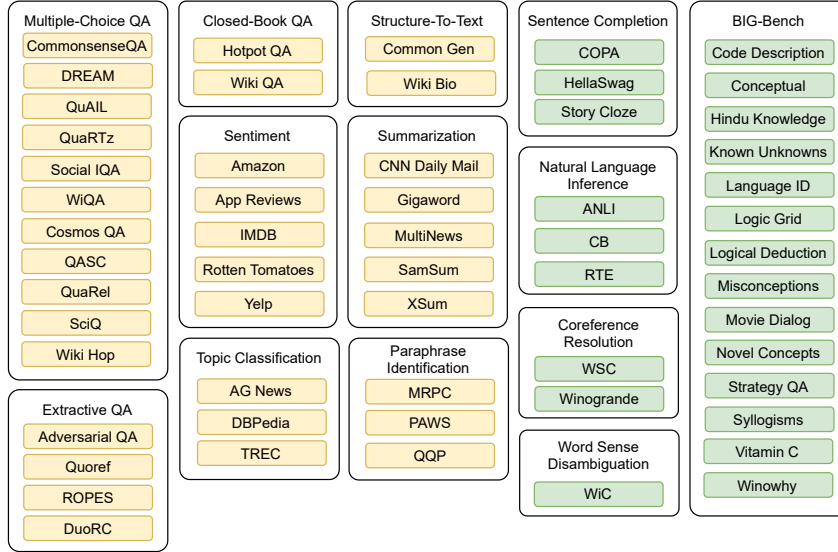 Multiple-Choice QA
CommonsenseQA
DREAM
QuAIL
QuaRTz
Social IQA
WiQA
Cosmos QA
QASC
QuaRel
SciQ
Wiki Hop
Extractive QA
Adversarial QA
Quoref
ROPES
DuoRC
Closed-Book QA
Hotpot QA
Wiki QA
Sentiment
Amazon
App Reviews
IMDB
Rotten Tomatoes
Yelp
Topic Classification
AG News
DBPedia
TREC
Structure-To-Text
Common Gen
Wiki Bio
Summarization
CNN Daily Mail
Gigaword
MultiNews
SamSum
XSum
Paraphrase
Identification
MRPC
PAWS
QQP
Sentence Completion
COPA
HellaSwag
Story Cloze
Natural Language
Inference
ANLI
CB
RTE
Coreference
Resolution
WSC
Winogrande
Word Sense
Disambiguation
WiC
BIG-Bench
Code Description
Conceptual
Hindu Knowledge
Known Unknowns
Language ID
Logic Grid
Logical Deduction
Misconceptions
Movie Dialog
Novel Concepts
Strategy QA
Syllogisms
Vitamin C
Winowhy